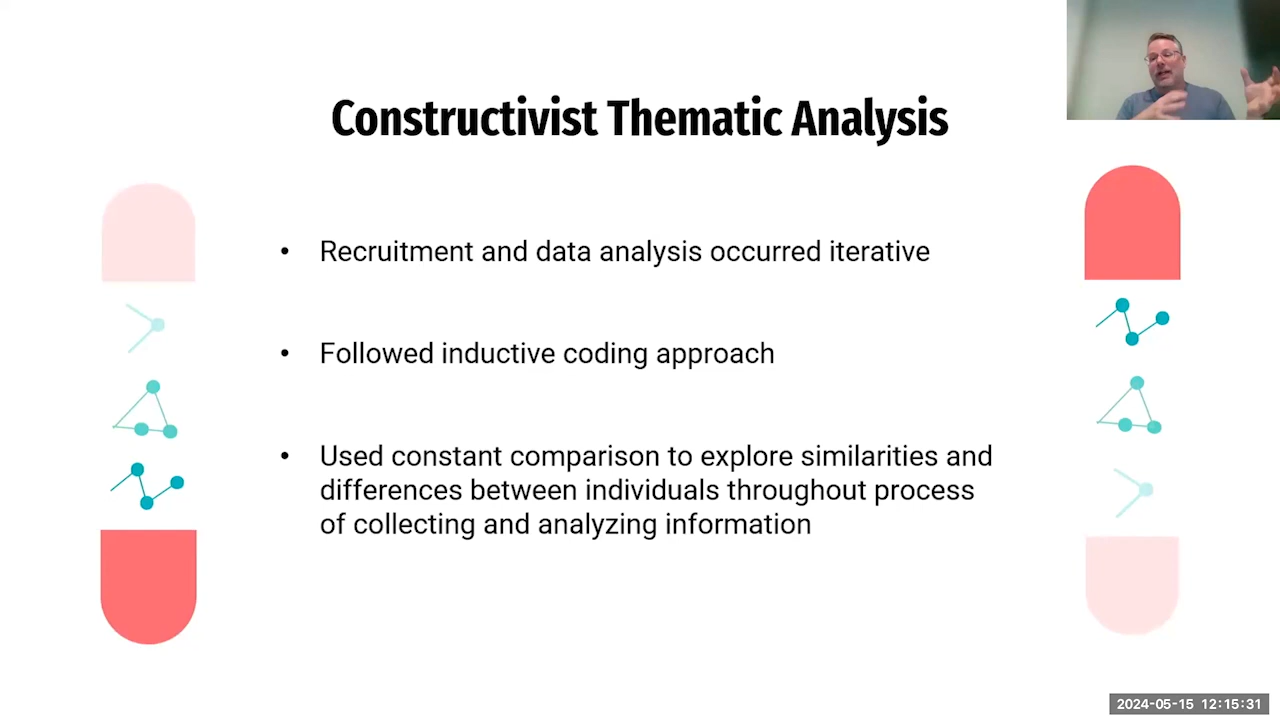 Constructivist Thematic Analysis
• Recruitment and data analysis occurred iterative
• Followed inductive coding approach
• Used constant comparison to explore similarities and
differences between individuals throughout process
of collecting and analyzing information
2024-05-15 12:15:31